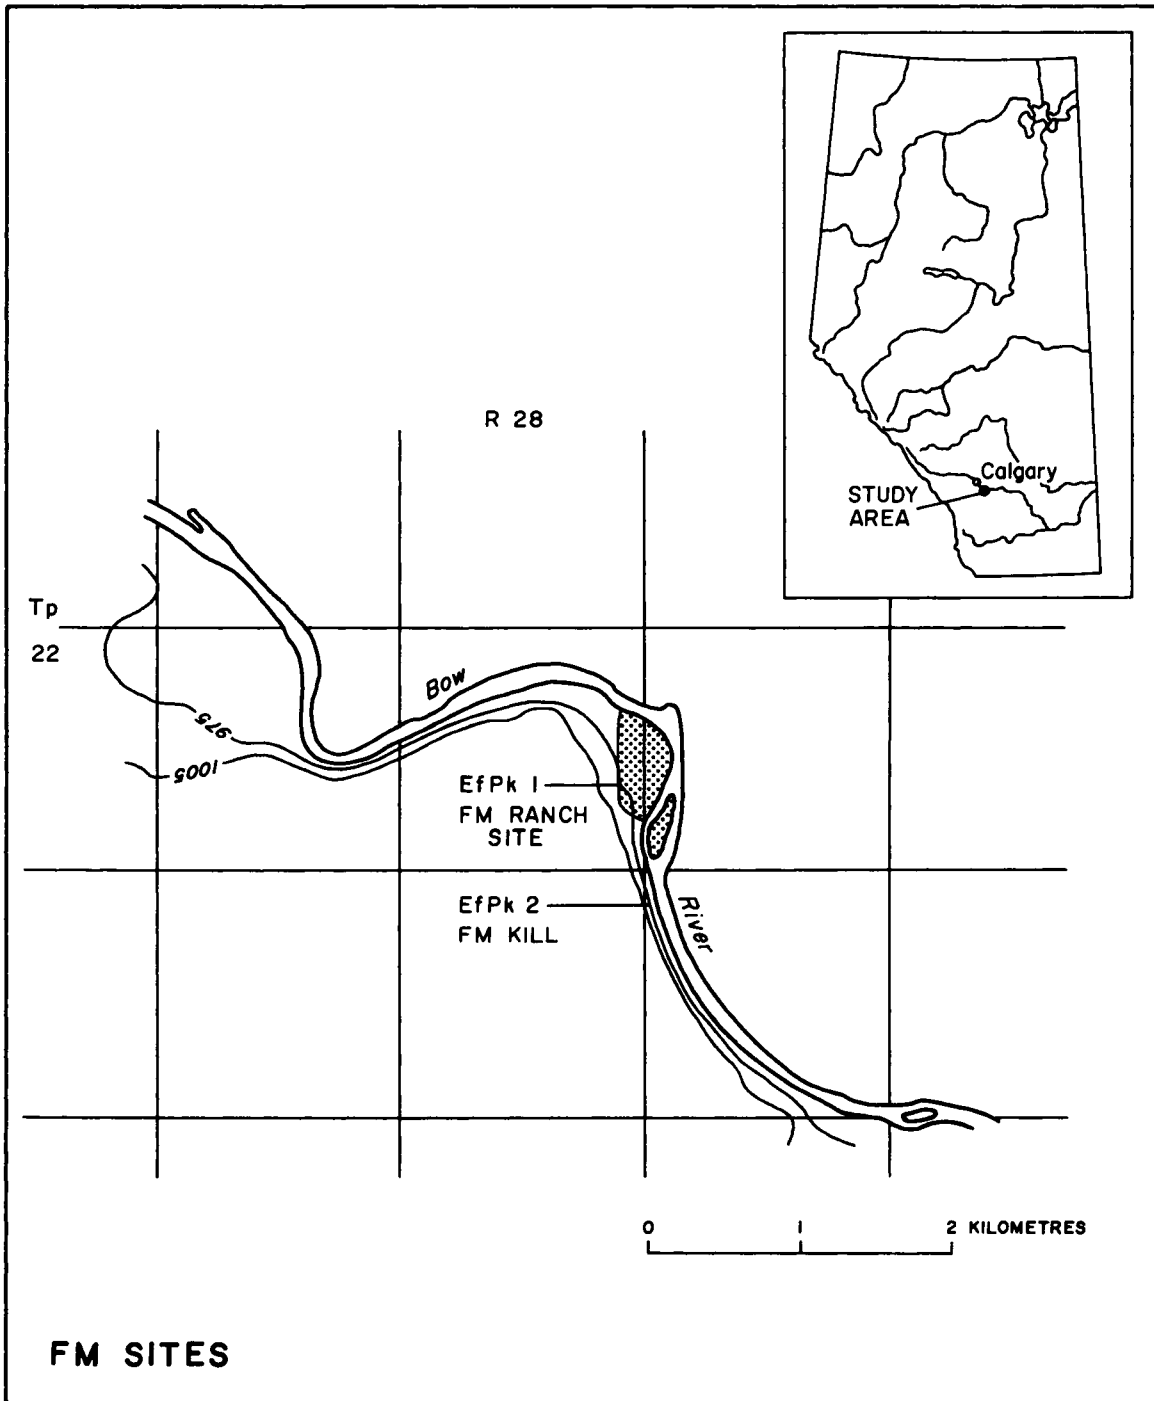 Calgary
STUDY
AREA
R 28
Tp
22
Bow
975
1005
EfPk 1
FM RANCH
SITE
EfPk 2
FM KILL
River
0 1 2 KILOMETRES
FM SITES